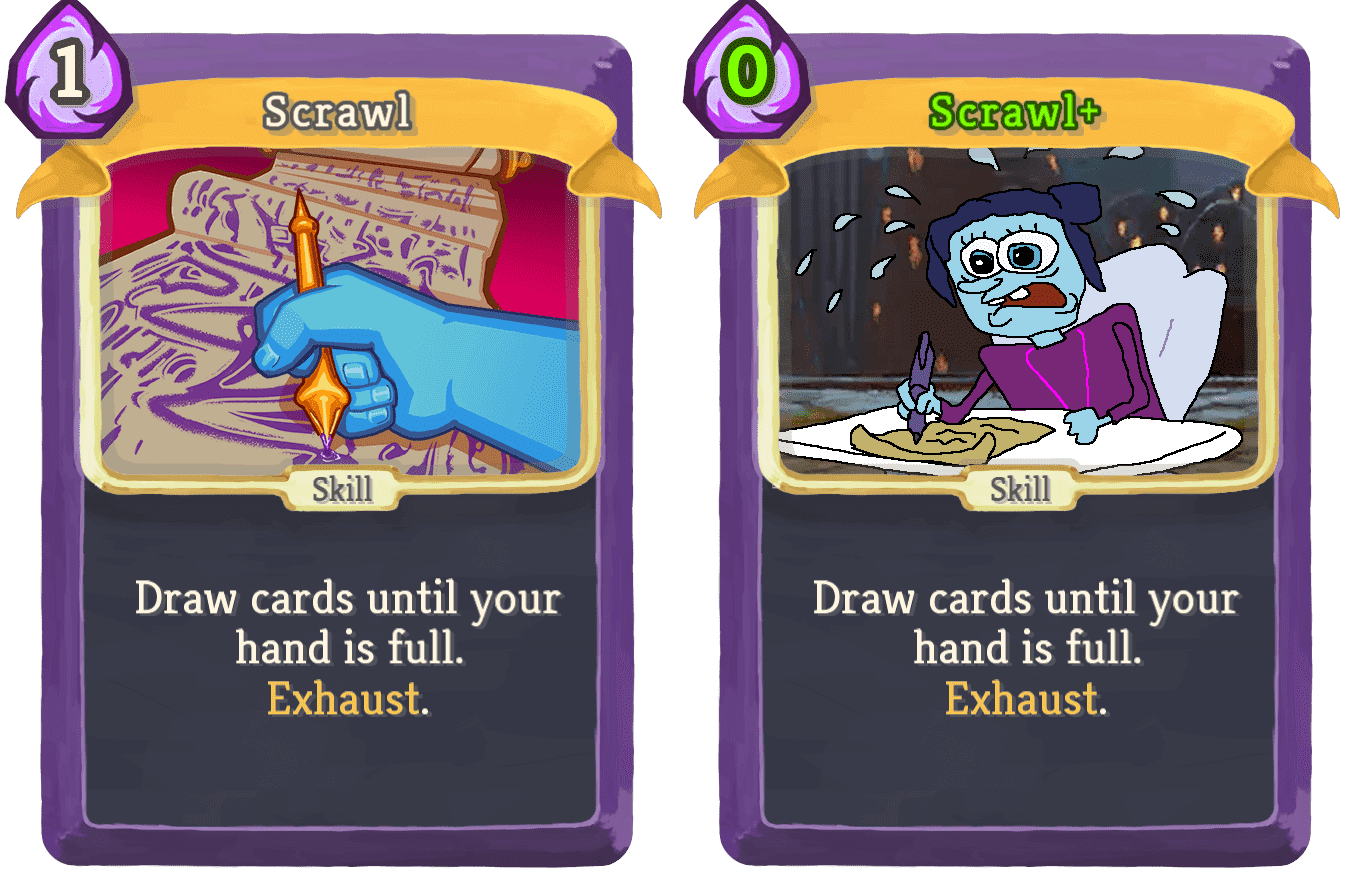 1
Scrawl
Skill
Draw cards until your
hand is full.
Exhaust.
0
Scrawl+
Skill
Draw cards until your
hand is full.
Exhaust.